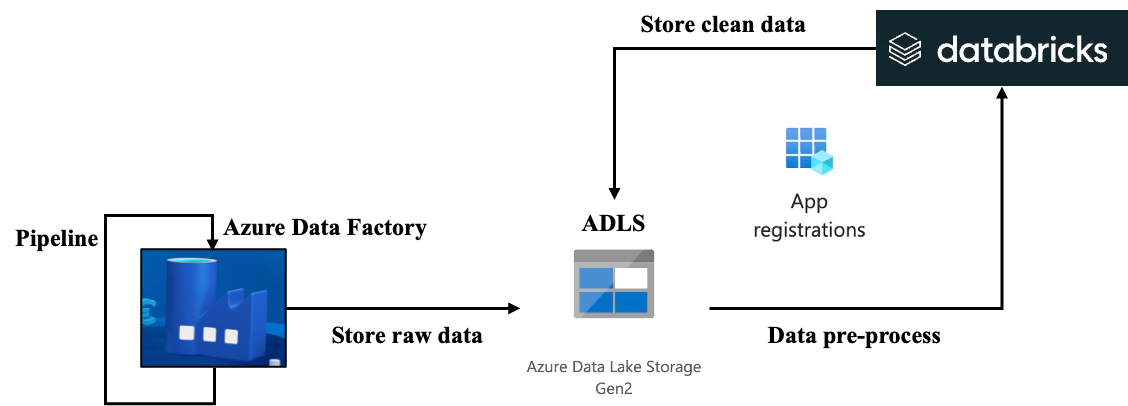 Store clean data
databricks
App
registrations
ADLS
Pipeline
Azure Data Factory
Store raw data
Data pre-process
Azure Data Lake Storage
Gen2